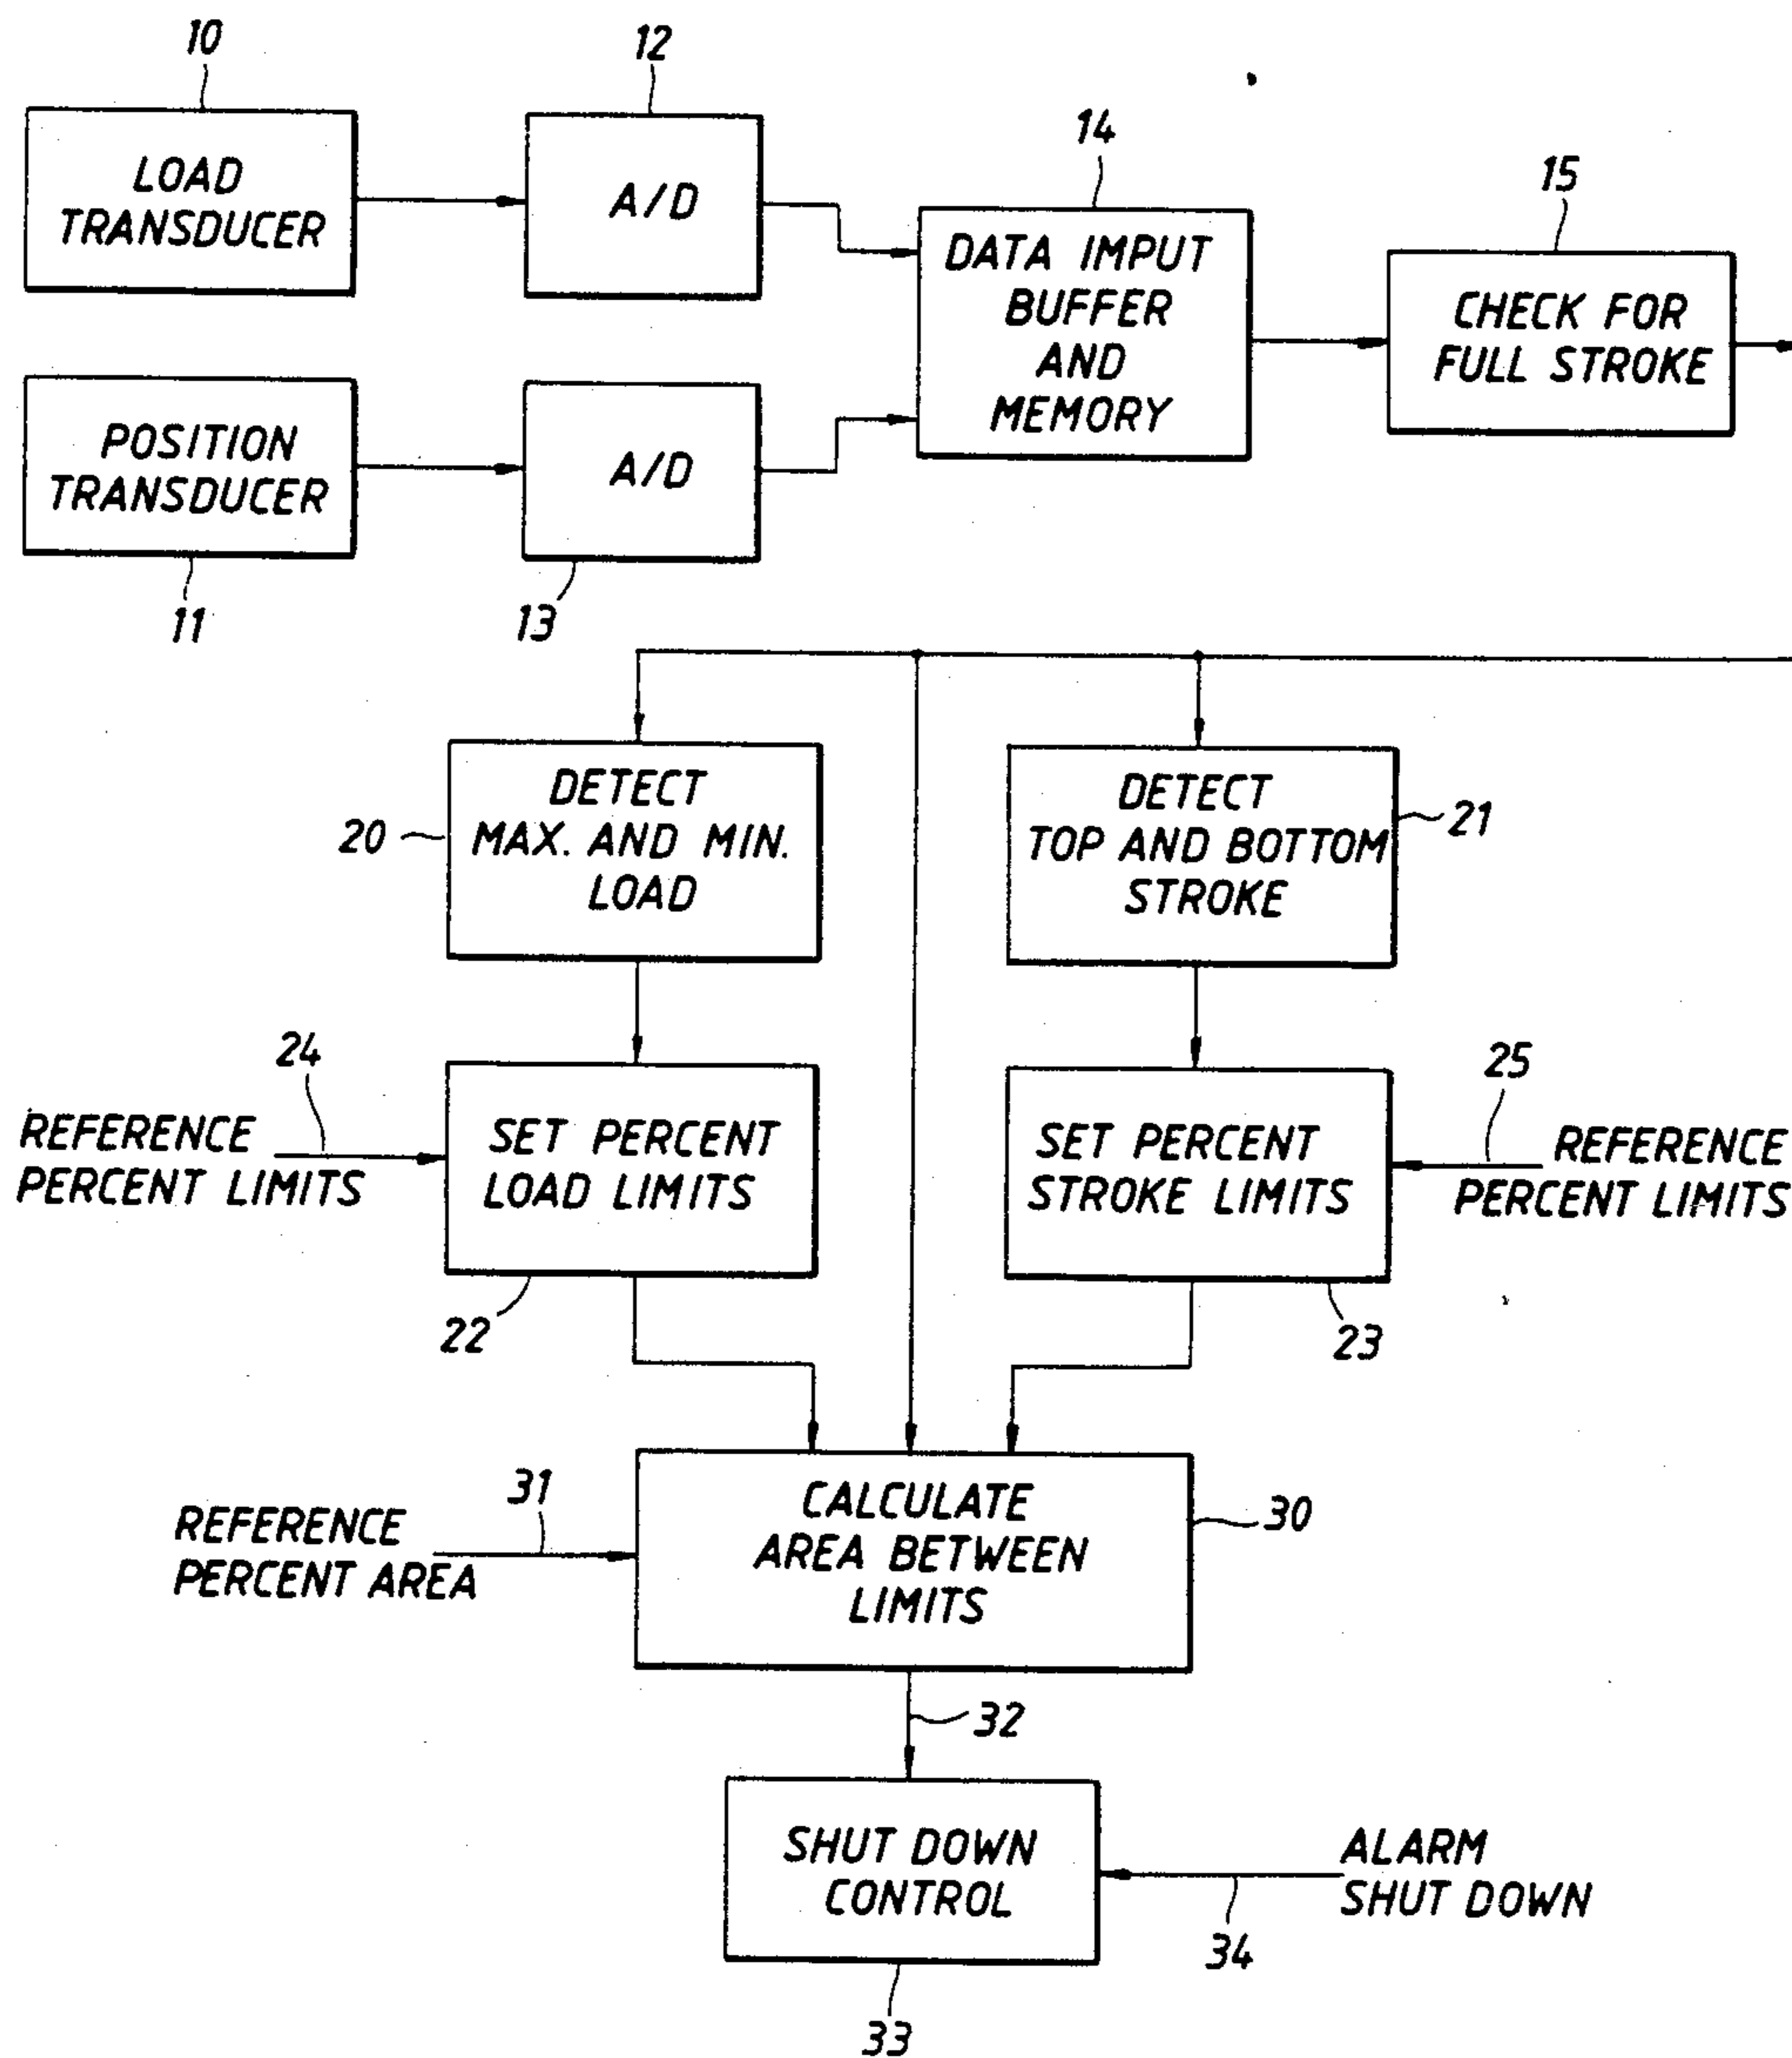 10
12
14
15
LOAD
TRANSDUCER
A/D
DATA IMPUT
BUFFER
AND
MEMORY
CHECK FOR
FULL STROKE
POSITION
TRANSDUCER
A/D
11
13
DETECT
MAX. AND MIN.
LOAD
20
DETECT
TOP AND BOTTOM
STROKE
21
24
REFERENCE
PERCENT LIMITS
SET PERCENT
LOAD LIMITS
SET PERCENT
STROKE LIMITS
25
REFERENCE
PERCENT LIMITS
22
23
31
REFERENCE
PERCENT AREA
CALCULATE
AREA BETWEEN
LIMITS
30
32
SHUT DOWN
CONTROL
ALARM
SHUT DOWN
34
33